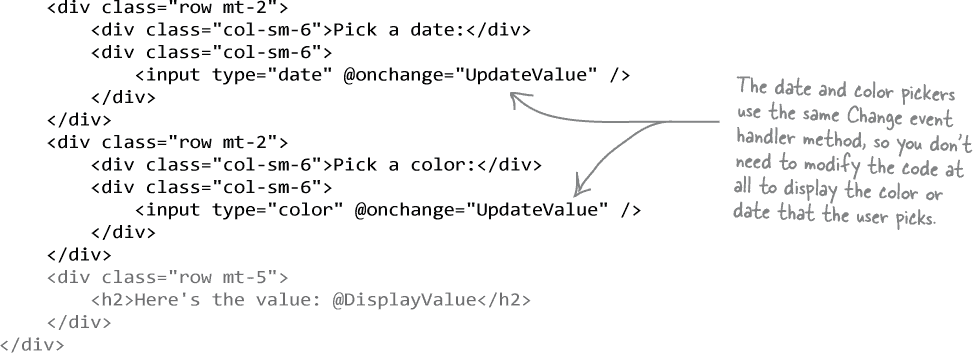 <div class="row mt-2">
<div class="col-sm-6">Pick a date:</div>
<div class="col-sm-6">
<input type="date" @onchange="UpdateValue" />
</div>
</div>
<div class="row mt-2">
<div class="col-sm-6">Pick a color:</div>
<div class="col-sm-6">
<input type="color" @onchange="UpdateValue" />
</div>
</div>
<div class="row mt-5">
<h2>Here's the value: @DisplayValue</h2>
</div>
</div>
The date and color pickers
use the same Change event
handler method, so you don't
need to modify the code at
all to display the color or
date that the user picks.